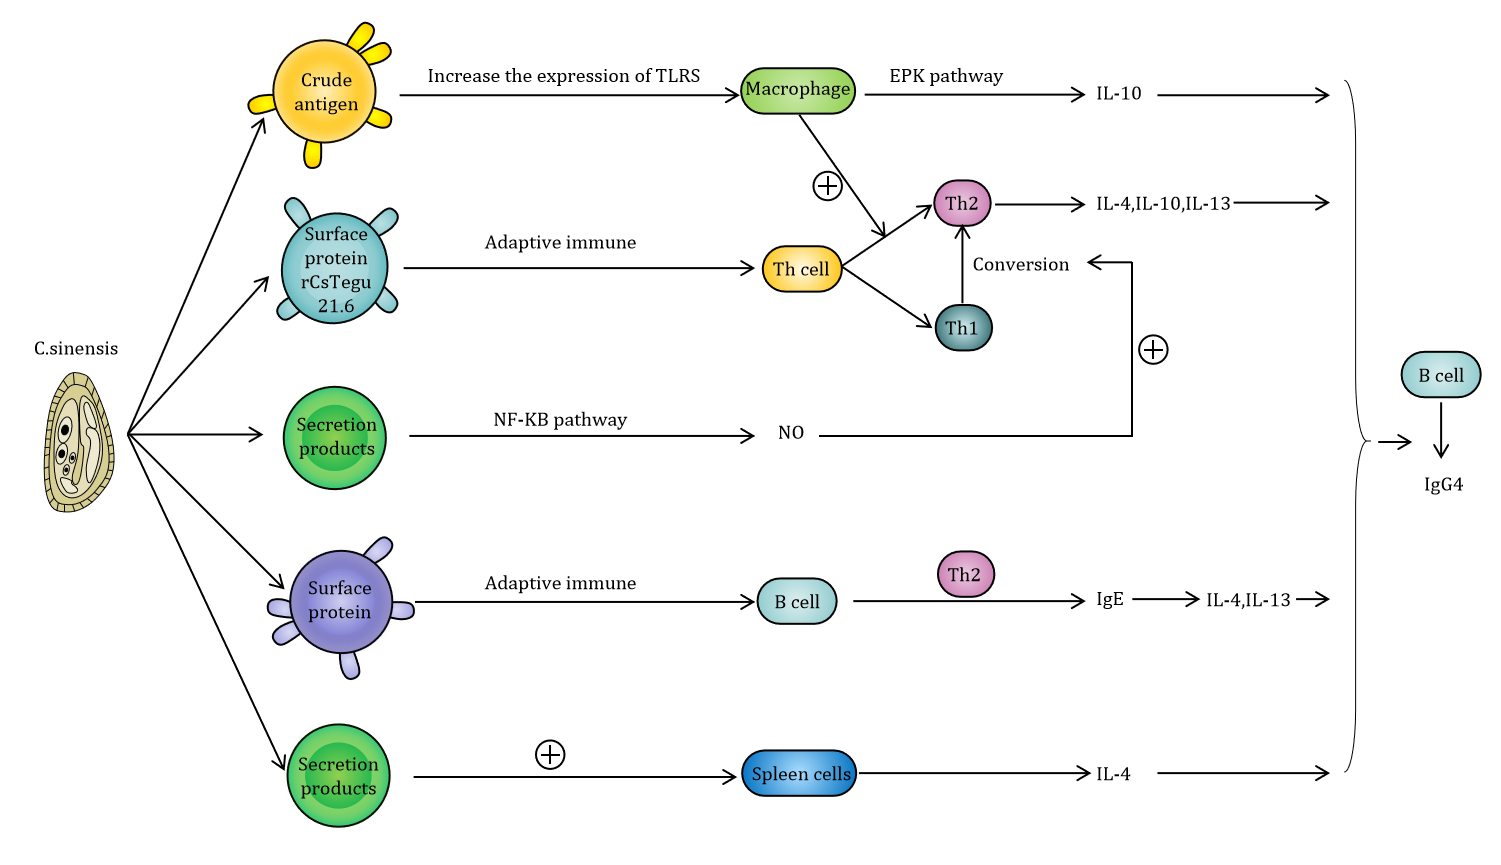 Crude
antigen
Increase the expression of TLRS
Macrophage
EPK pathway
IL-10
Surface
protein
rCsTegu
21.6
Adaptive immune
Th cell
Th2
IL-4,IL-10,IL-13
Conversion
Th1
C.sinensis
Secretion
products
NF-KB pathway
NO
B cell
IgG4
Surface
protein
Adaptive immune
B cell
Th2
IgE
IL-4,IL-13
Secretion
products
Spleen cells
IL-4